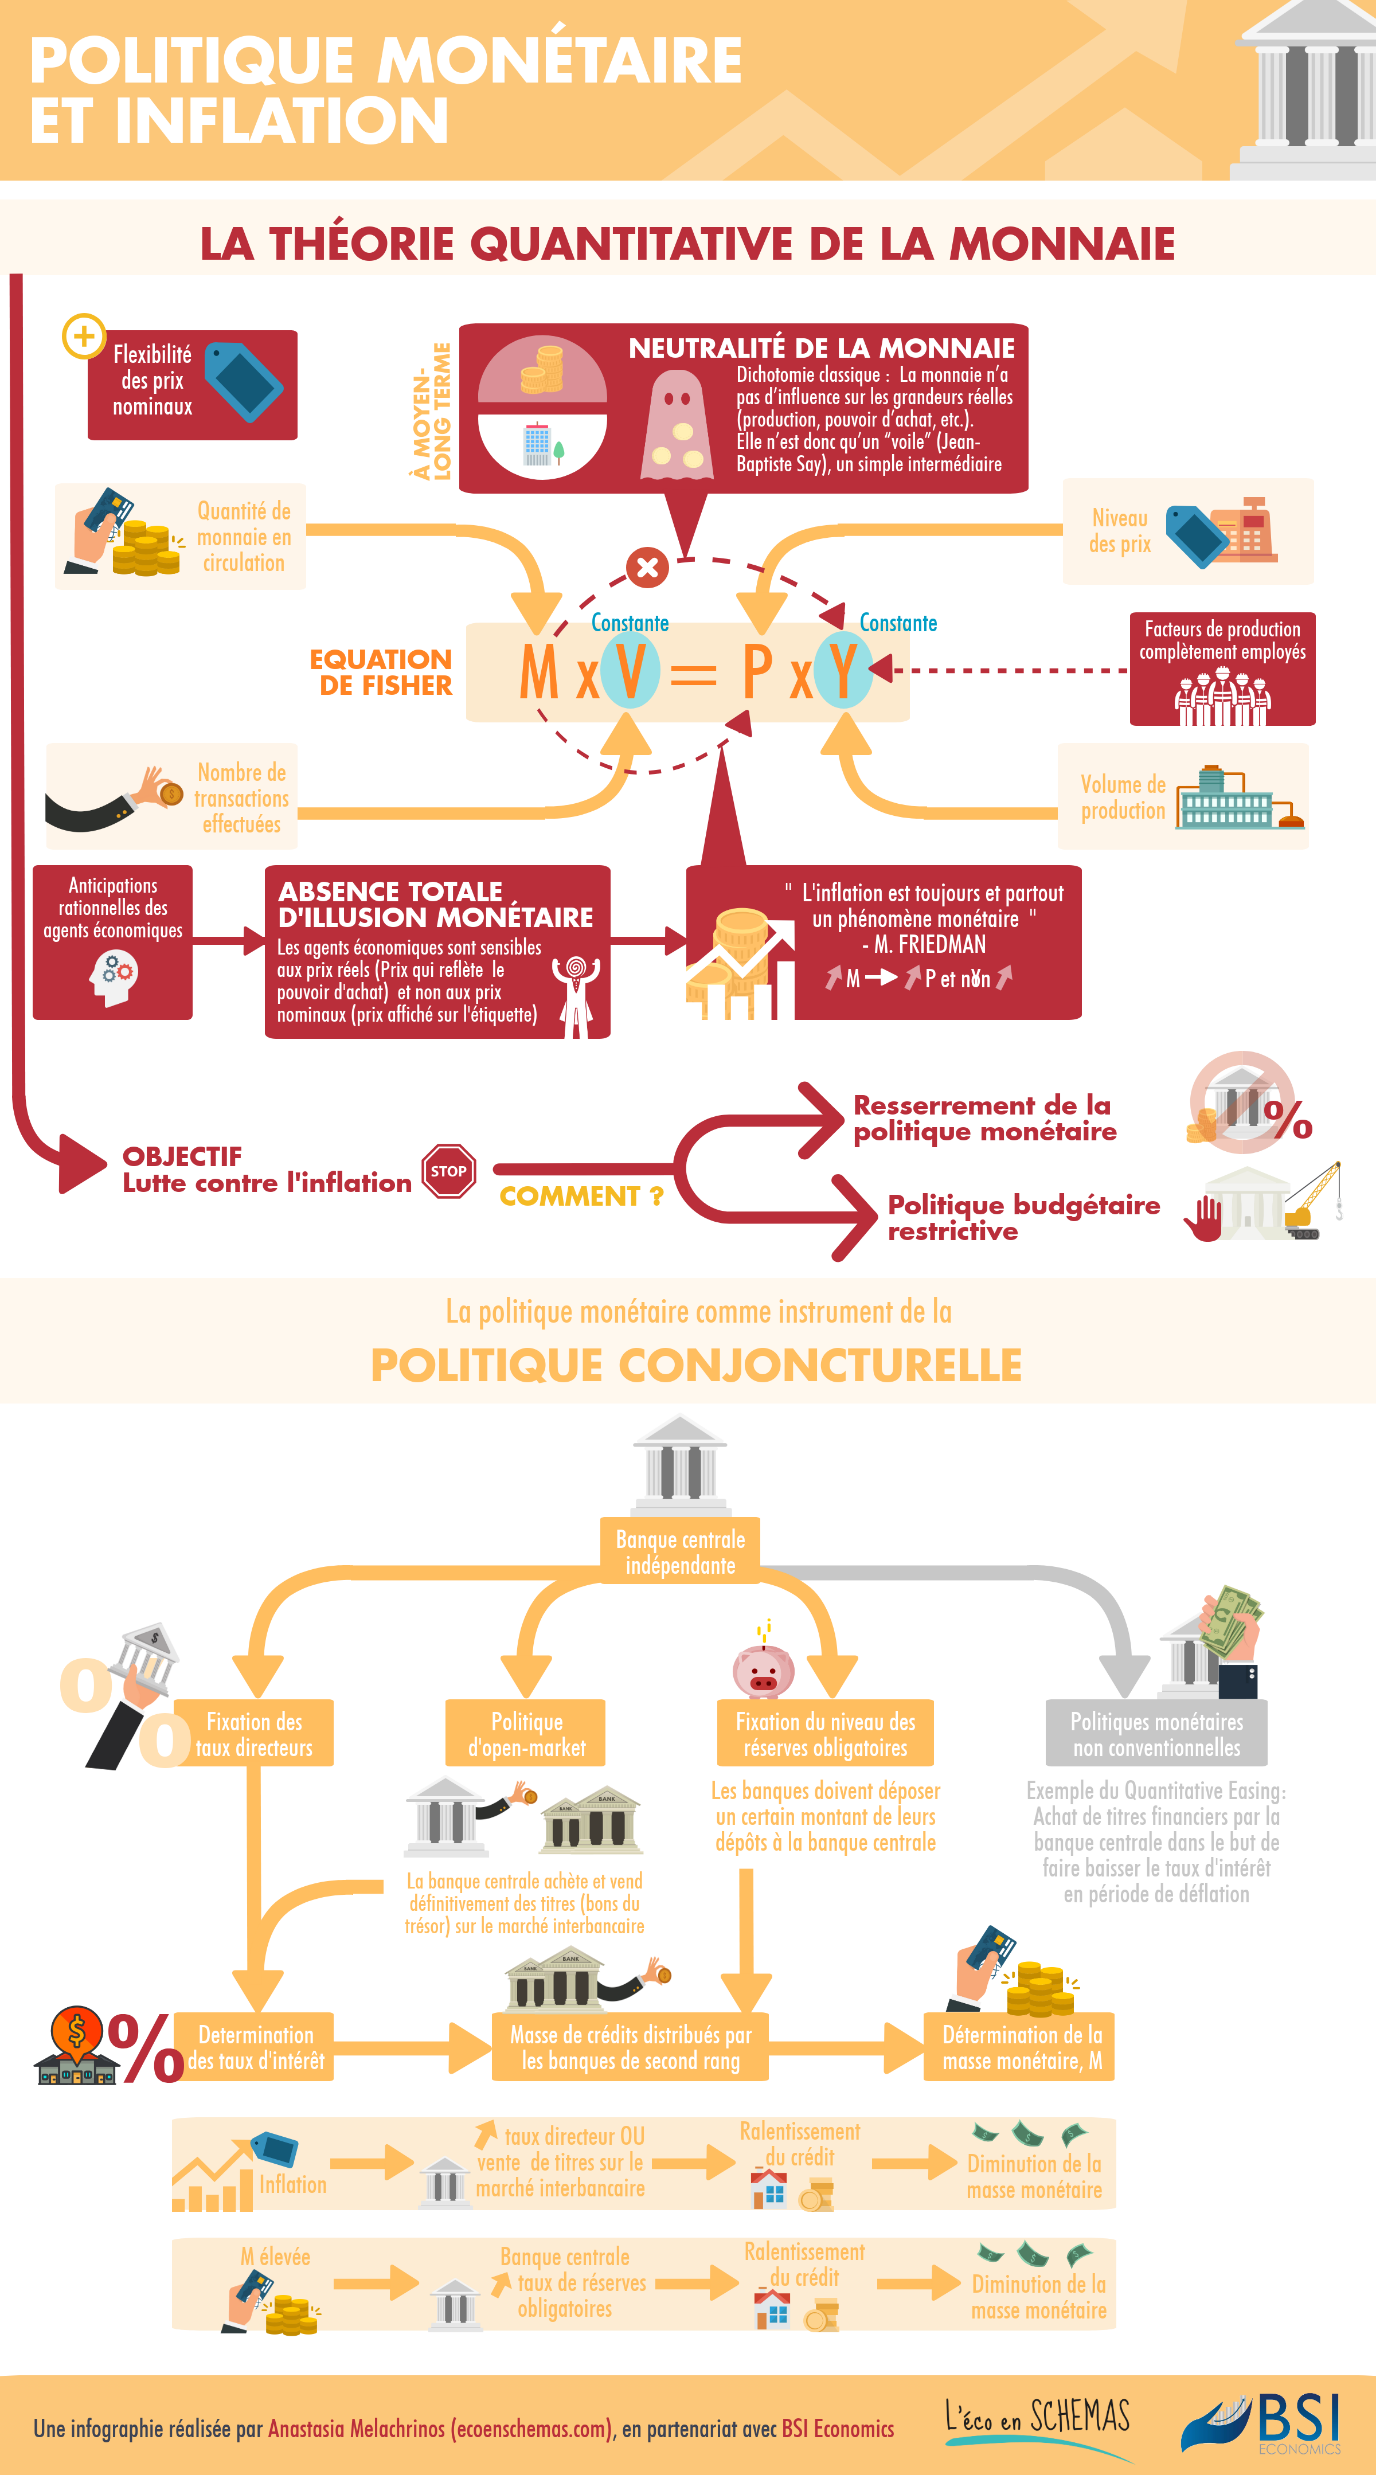 POLITIQUE MONÉTAIRE
ET INFLATION
LA THÉORIE QUANTITATIVE DE LA MONNAIE
Flexibilité
des prix
nominaux
À MOYEN-
LONG TERME
NEUTRALITÉ DE LA MONNAIE
Dichotomie classique : La monnaie n'a
pas d'influence sur les grandeurs réelles
(production, pouvoir d'achat, etc.).
Elle n'est donc qu'un "voile" (Jean-
Baptiste Say), un simple intermédiaire
Quantité de
monnaie en
circulation
Niveau
des prix
Constante
Constante
EQUATION
DE FISHER
M x V = P x Y
Facteurs de production
complètement employés
Nombre de
transactions
effectuées
Volume de
production
Anticipations
rationnelles des
agents économiques
ABSENCE TOTALE
D'ILLUSION MONÉTAIRE
Les agents économiques sont sensibles
aux prix réels (Prix qui reflète le
pouvoir d'achat) et non aux prix
nominaux (prix affiché sur l'étiquette)
" L'inflation est toujours et partout
un phénomène monétaire "
- M. FRIEDMAN
M P et non Y
OBJECTIF
Lutte contre l'inflation
STOP
COMMENT ?
Resserrement de la
politique monétaire
%
Politique budgétaire
restrictive
La politique monétaire comme instrument de la
POLITIQUE CONJONCTURELLE
Banque centrale
indépendante
$
Fixation des
taux directeurs
Politique
d'open-market
Fixation du niveau des
réserves obligatoires
Politiques monétaires
non conventionnelles
BANK
BANK
La banque centrale achète et vend
définitivement des titres (bons du
trésor) sur le marché interbancaire
Les banques doivent déposer
un certain montant de leurs
dépôts à la banque centrale
Exemple du Quantitative Easing:
Achat de titres financiers par la
banque centrale dans le but de
faire baisser le taux d'intérêt
en période de déflation
BANK
BANK
$
%
Determination
des taux d'intérêt
Masse de crédits distribués par
les banques de second rang
Détermination de la
masse monétaire, M
Inflation
taux directeur OU
vente de titres sur le
marché interbancaire
Ralentissement
du crédit
Diminution de la
masse monétaire
M élevée
Banque centrale
taux de réserves
obligatoires
Ralentissement
du crédit
Diminution de la
masse monétaire
Une infographie réalisée par Anastasia Melachrinos (ecoenschemas.com), en partenariat avec BSI Economics
L'éco en SCHEMAS
BSI
ECONOMICS